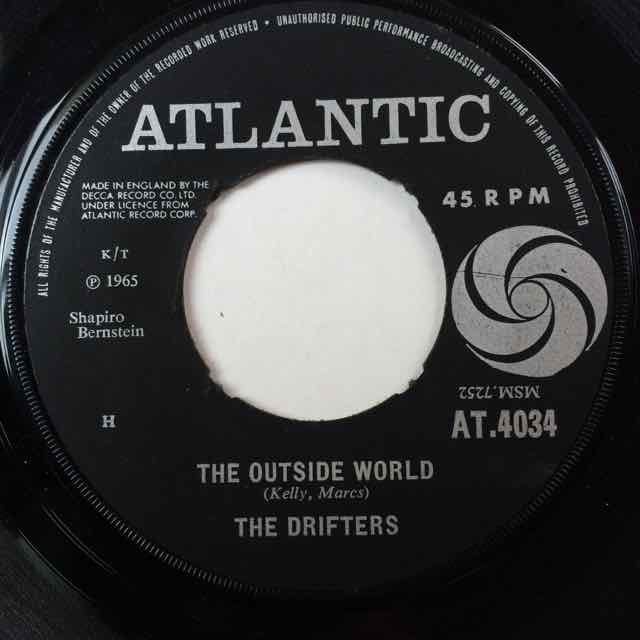 ALL RIGHTS OF THE MANUFACTURER AND OF THE OWNER OF THE RECORDED WORK RESERVED • UNAUTHORISED PUBLIC PERFORMANCE BROADCASTING AND COPYING OF THIS RECORD PROHIBITED
ATLANTIC
MADE IN ENGLAND BY THE
DECCA RECORD CO. LTD.
UNDER LICENCE FROM
ATLANTIC RECORD CORP.
45 RPM
K/T
℗ 1965
Shapiro
Bernstein
MSM.7252
H
AT.4034
THE OUTSIDE WORLD
(Kelly, Marcs)
THE DRIFTERS